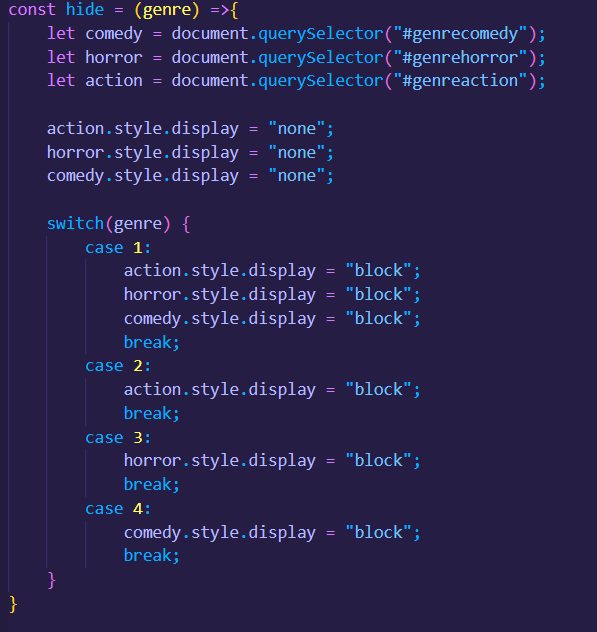 const hide = (genre) =>{
    let comedy = document.querySelector("#genrecomedy");
    let horror = document.querySelector("#genrehorror");
    let action = document.querySelector("#genreaction");

    action.style.display = "none";
    horror.style.display = "none";
    comedy.style.display = "none";

    switch(genre) {
        case 1:
            action.style.display = "block";
            horror.style.display = "block";
            comedy.style.display = "block";
            break;
        case 2:
            action.style.display = "block";
            break;
        case 3:
            horror.style.display = "block";
            break;
        case 4:
            comedy.style.display = "block";
            break;
    }
}